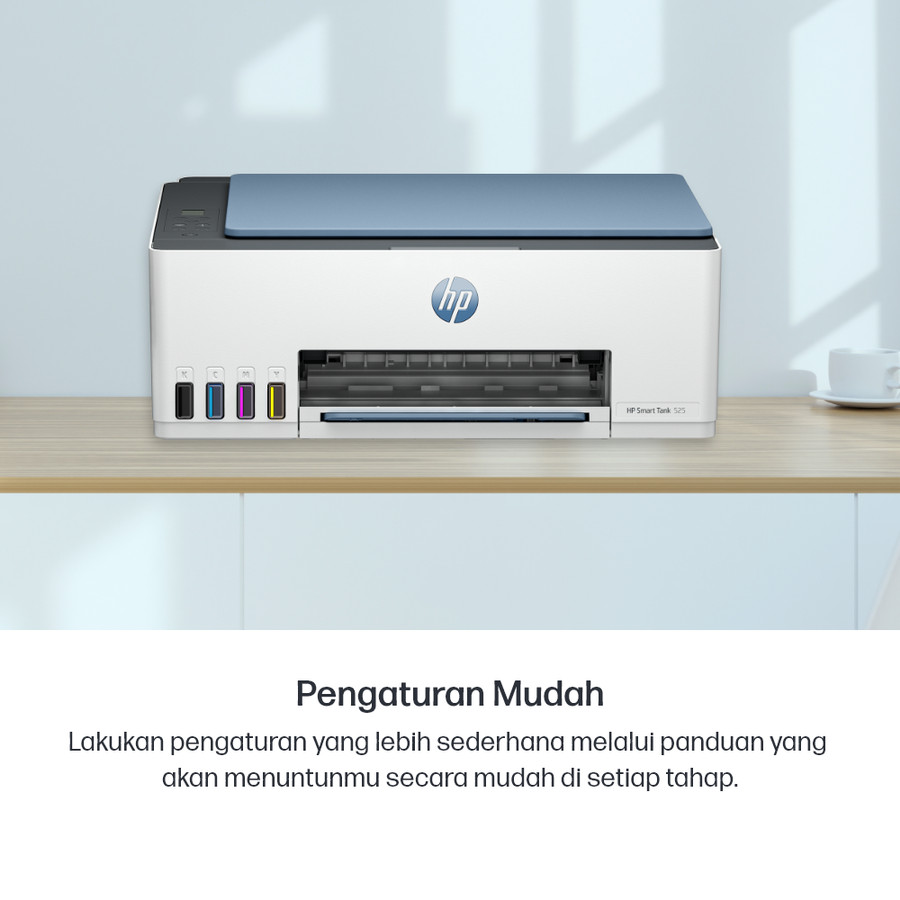 hp
K C M Y
HP Smart Tank 525
Pengaturan Mudah
Lakukan pengaturan yang lebih sederhana melalui panduan yang
akan menuntunmu secara mudah di setiap tahap.